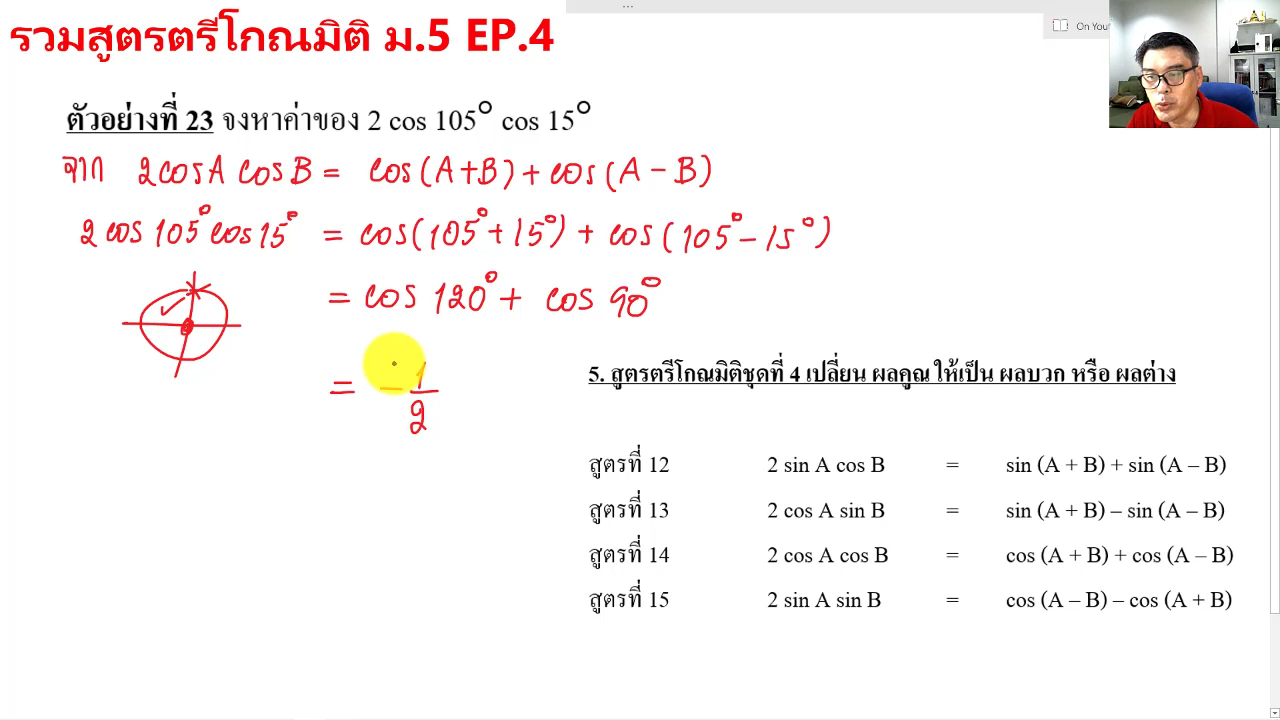 รวมสูตรตรีโกณมิติ ม.5 EP.4
On You
ตัวอย่างที่ 23 จงหาค่าของ 2 cos 105° cos 15°
จาก 2cosA cosB = cos(A+B) + cos(A − B)
2 cos 105° cos 15° = cos(105° + 15°) + cos(105° − 15°)
= cos 120° + cos 90°
= − 1/2
5. สูตรตรีโกณมิติชุดที่ 4 เปลี่ยน ผลคูณ ให้เป็น ผลบวก หรือ ผลต่าง
สูตรที่ 12 2 sin A cos B = sin (A + B) + sin (A – B)
สูตรที่ 13 2 cos A sin B = sin (A + B) – sin (A – B)
สูตรที่ 14 2 cos A cos B = cos (A + B) + cos (A – B)
สูตรที่ 15 2 sin A sin B = cos (A – B) – cos (A + B)